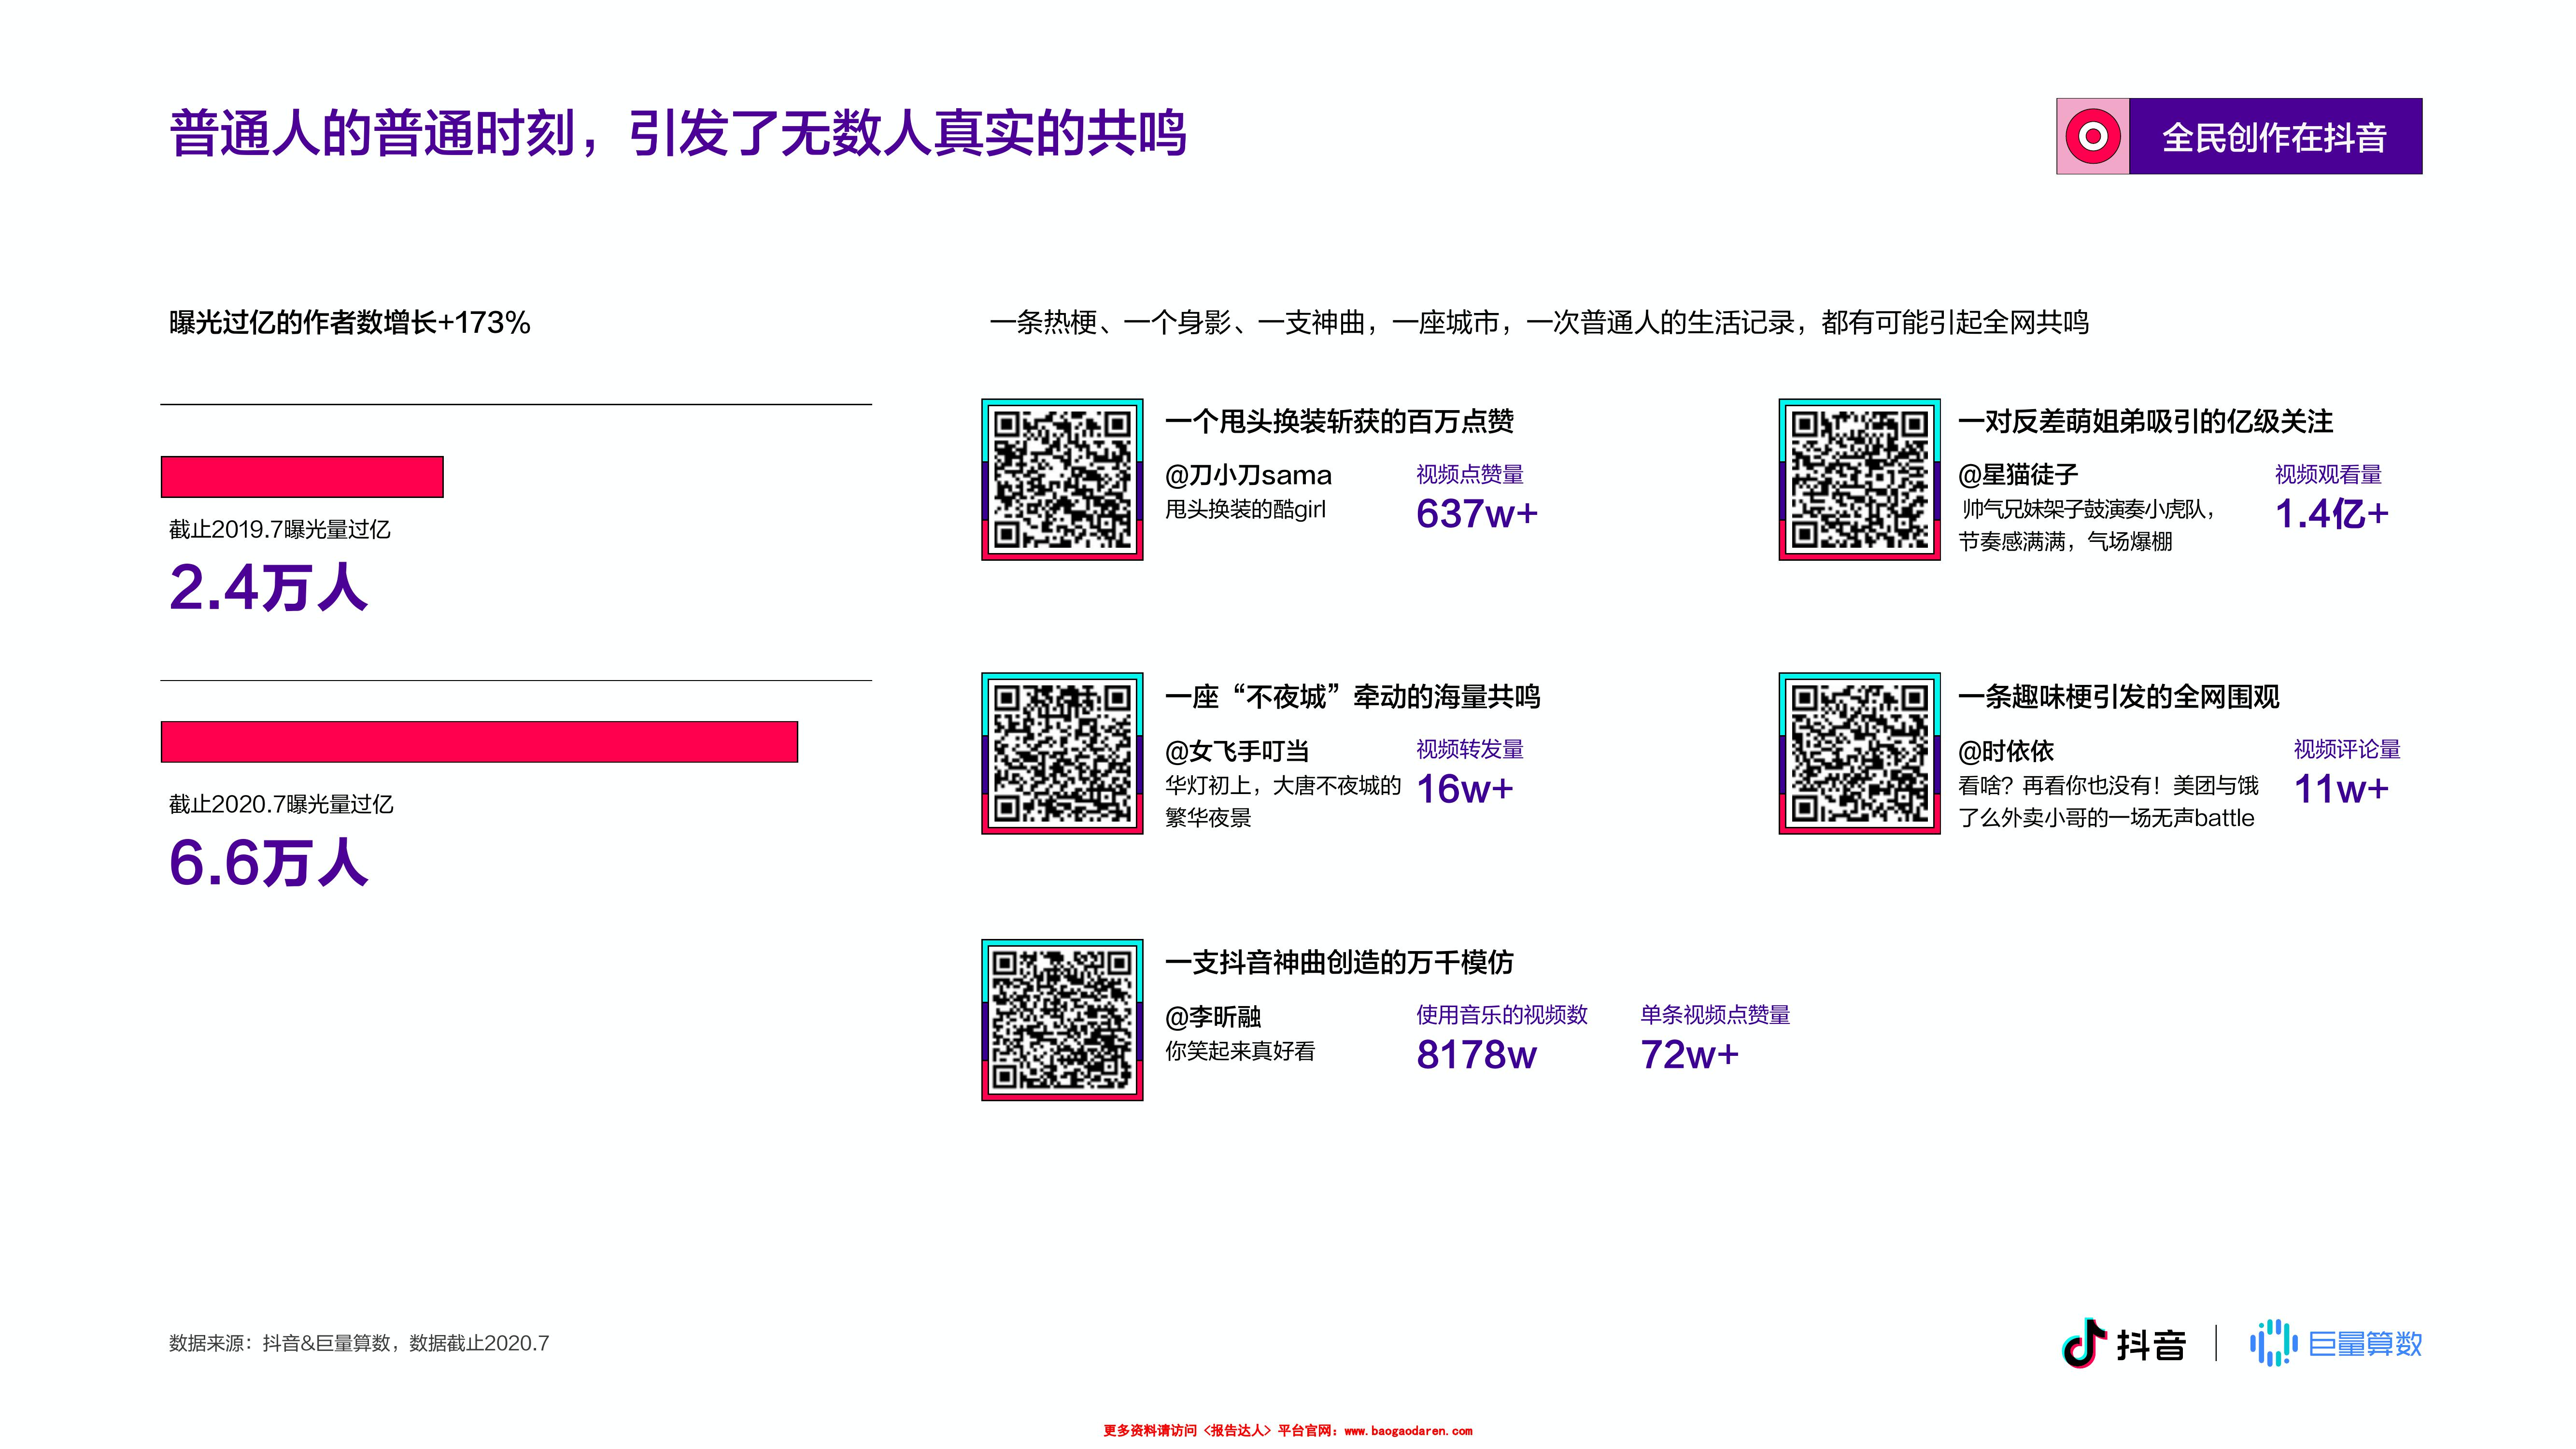 普通人的普通时刻，引发了无数人真实的共鸣
全民创作在抖音
曝光过亿的作者数增长+173%
截止2019.7曝光量过亿
2.4万人
截止2020.7曝光量过亿
6.6万人
一条热梗、一个身影、一支神曲，一座城市，一次普通人的生活记录，都有可能引起全网共鸣
一个甩头换装斩获的百万点赞
@刀小刀sama
甩头换装的酷girl
视频点赞量
637w+
一对反差萌姐弟吸引的亿级关注
@星猫徒子
帅气兄妹架子鼓演奏小虎队，
节奏感满满，气场爆棚
视频观看量
1.4亿+
一座“不夜城”牵动的海量共鸣
@女飞手叮当
华灯初上，大唐不夜城的
繁华夜景
视频转发量
16w+
一条趣味梗引发的全网围观
@时依依
看啥？再看你也没有！美团与饿
了么外卖小哥的一场无声battle
视频评论量
11w+
一支抖音神曲创造的万千模仿
@李昕融
你笑起来真好看
使用音乐的视频数
8178w
单条视频点赞量
72w+
数据来源：抖音&巨量算数，数据截止2020.7
抖音
巨量算数
更多资料请访问《报告达人》平台官网：www.baogaodaren.com